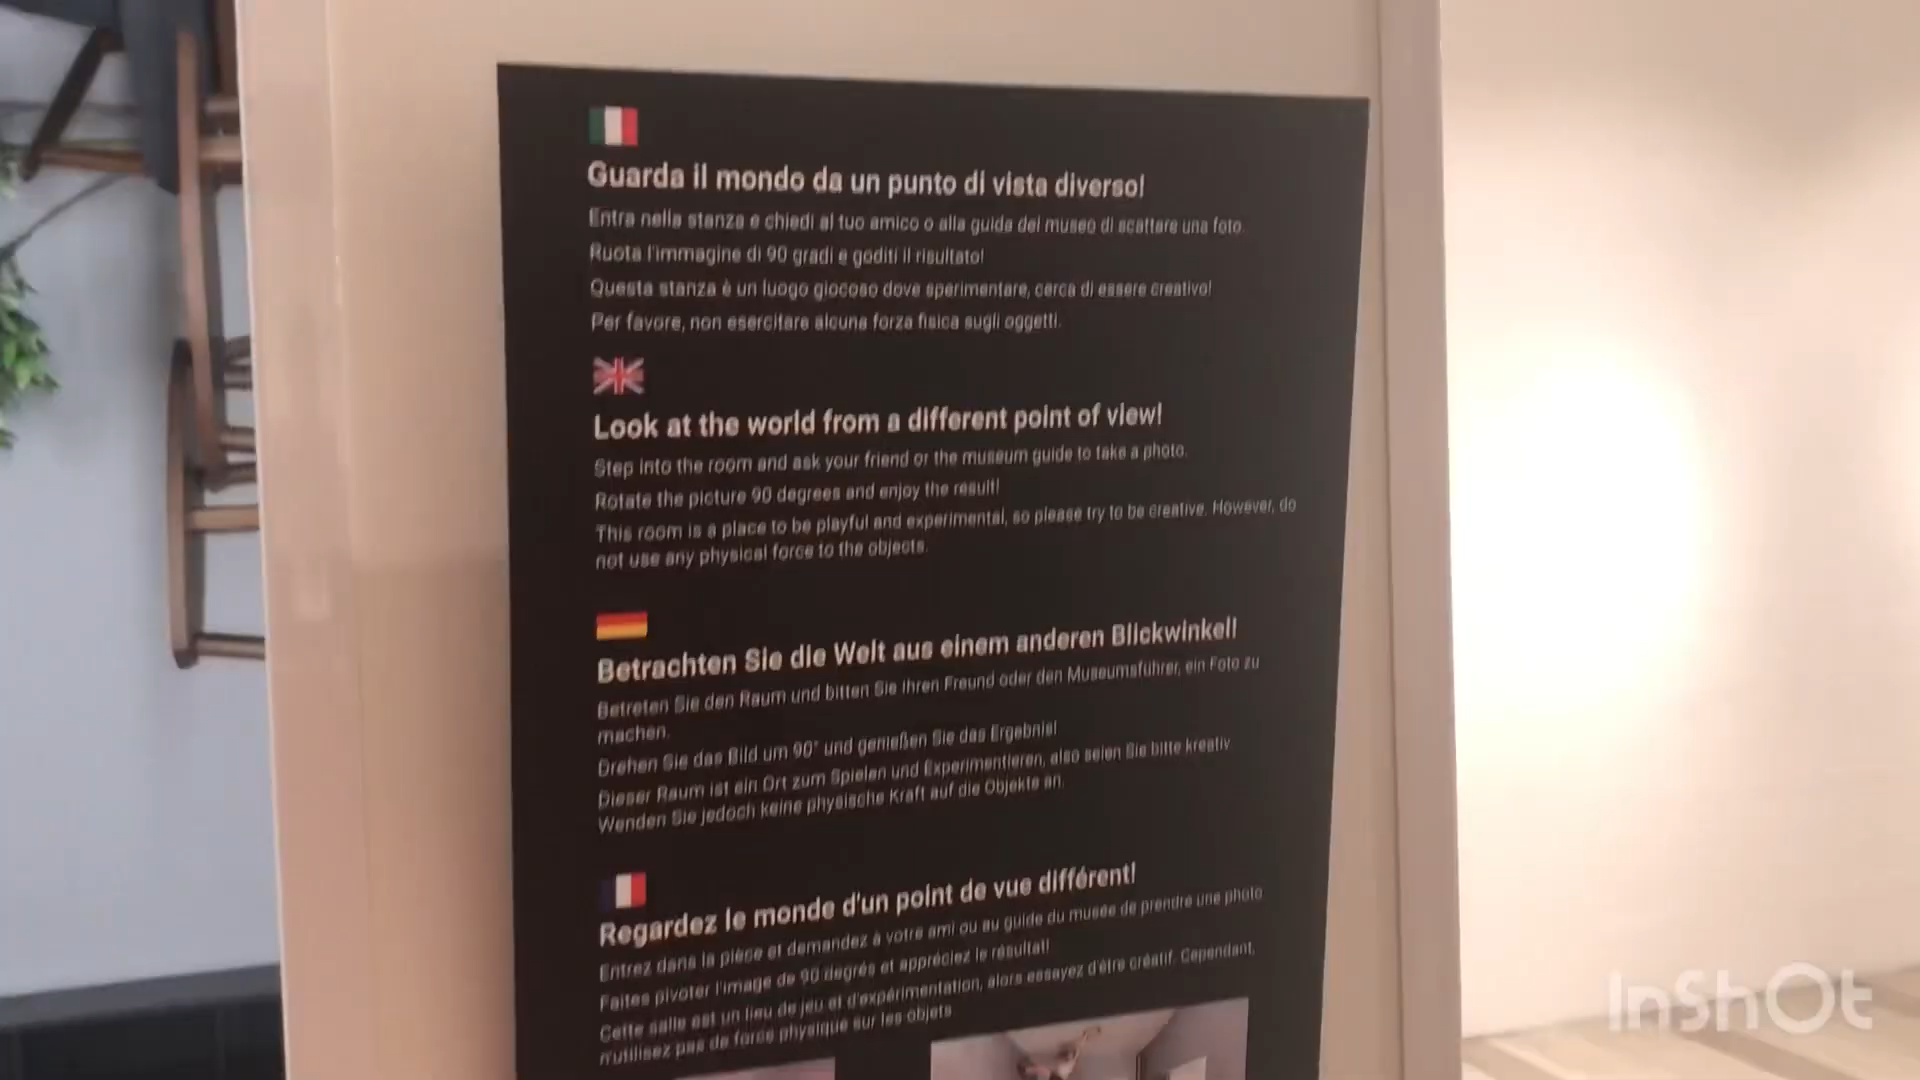 Guarda il mondo da un punto di vista diverso!
Entra nella stanza e chiedi al tuo amico o alla guida del museo di scattare una foto.
Ruota l'immagine di 90 gradi e goditi il risultato!
Questa stanza è un luogo giocoso dove sperimentare, cerca di essere creativo!
Per favore, non esercitare alcuna forza fisica sugli oggetti.
Look at the world from a different point of view!
Step into the room and ask your friend or the museum guide to take a photo.
Rotate the picture 90 degrees and enjoy the result!
This room is a place to be playful and experimental, so please try to be creative. However, do
not use any physical force to the objects.
Betrachten Sie die Welt aus einem anderen Blickwinkel!
Betreten Sie den Raum und bitten Sie Ihren Freund oder den Museumsführer, ein Foto zu
machen.
Drehen Sie das Bild um 90° und genießen Sie das Ergebnis!
Dieser Raum ist ein Ort zum Spielen und Experimentieren, also seien Sie bitte kreativ
Wenden Sie jedoch keine physische Kraft auf die Objekte an.
Regardez le monde d'un point de vue différent!
Entrez dans la pièce et demandez à votre ami ou au guide du musée de prendre une photo
Faites pivoter l'image de 90 degrés et appréciez le résultat!
Cette salle est un lieu de jeu et d'expérimentation, alors essayez d'être créatif. Cependant,
n'utilisez pas de force physique sur les objets
InShOt